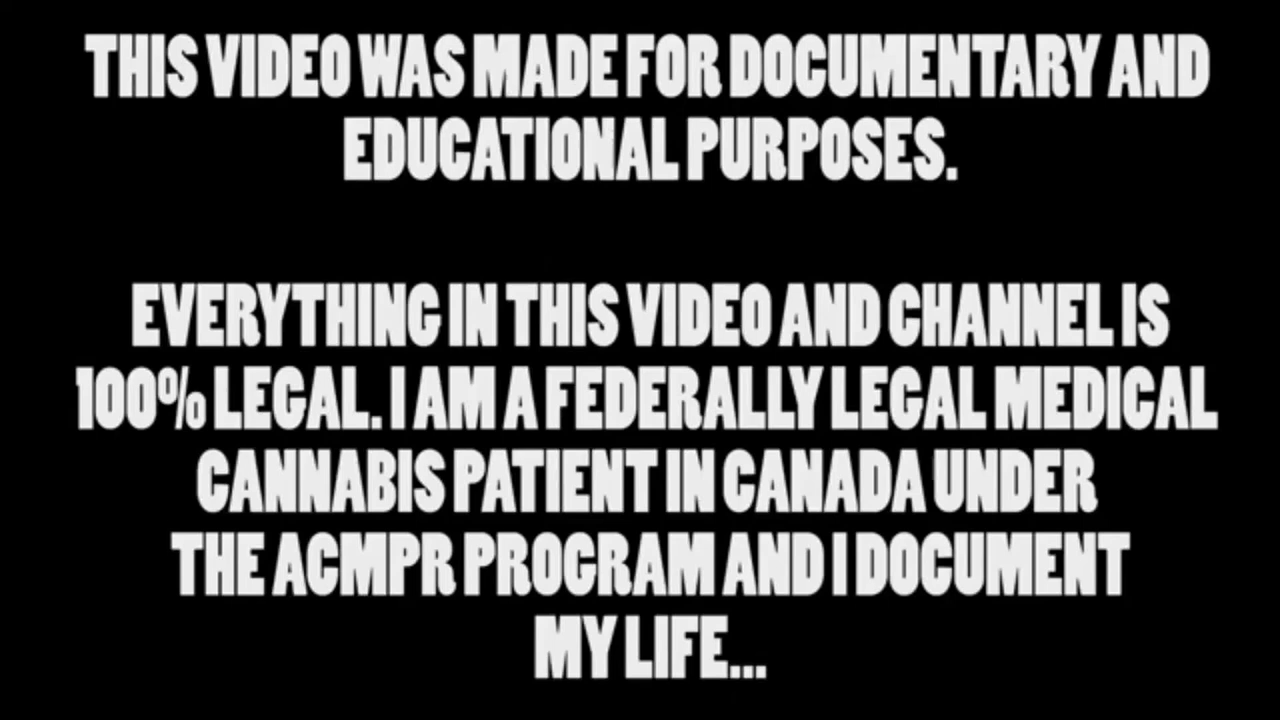 THIS VIDEO WAS MADE FOR DOCUMENTARY AND
EDUCATIONAL PURPOSES.
EVERYTHING IN THIS VIDEO AND CHANNEL IS
100% LEGAL. I AM A FEDERALLY LEGAL MEDICAL
CANNABIS PATIENT IN CANADA UNDER
THE ACMPR PROGRAM AND I DOCUMENT
MY LIFE...